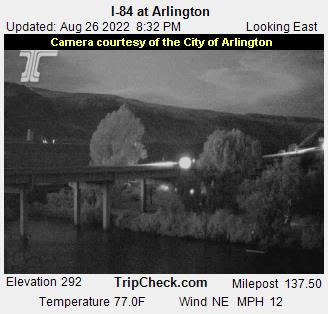 I-84 at Arlington
Updated: Aug 26 2022 8:32 PM Looking East
Camera courtesy of the City of Arlington
Elevation 292 TripCheck.com Milepost 137.50
Temperature 77.0F Wind NE MPH 12